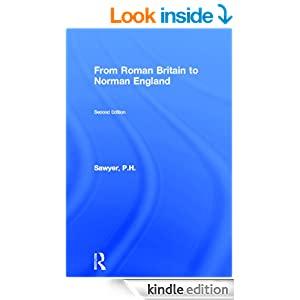 Look inside
From Roman Britain to
Norman England
Second Edition
Sawyer, P.H.
R
kindle edition